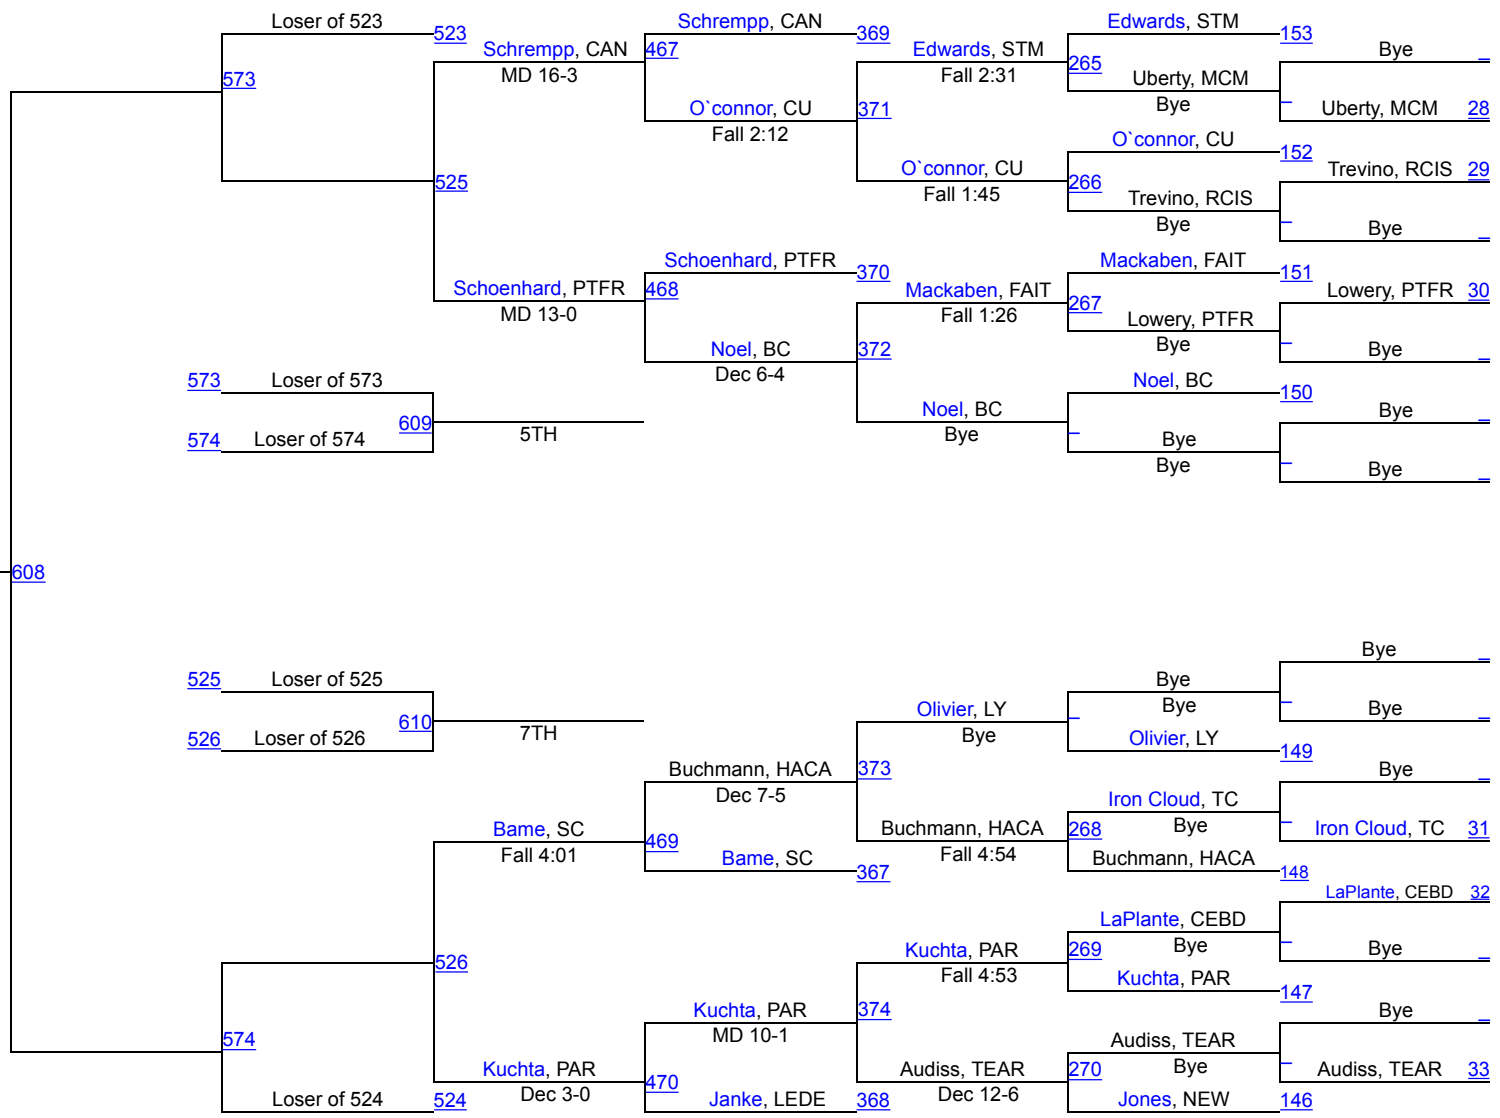 Loser of 523
523
573
Schrempp, CAN
MD 16-3
467
Schrempp, CAN
369
O`connor, CU
Fall 2:12
371
Edwards, STM
Fall 2:31
265
Edwards, STM
153
Uberty, MCM
Bye
Bye
Uberty, MCM 28
525
O`connor, CU
Fall 1:45
266
O`connor, CU
152
Trevino, RCIS
Bye
Trevino, RCIS 29
Bye
Schoenhard, PTFR
MD 13-0
468
Schoenhard, PTFR
370
Noel, BC
Dec 6-4
372
Mackaben, FAIT
Fall 1:26
267
Mackaben, FAIT
151
Lowery, PTFR
Bye
Lowery, PTFR 30
Bye
Noel, BC
Bye
Noel, BC
150
Bye
Bye
Bye
Bye
573 Loser of 573
574 Loser of 574
609
5TH
608
525 Loser of 525
526 Loser of 526
610
7TH
Buchmann, HACA
Dec 7-5
373
Olivier, LY
Bye
Bye
Bye
Olivier, LY
149
Bye
Bye
Bame, SC
Fall 4:01
469
Bame, SC
367
Buchmann, HACA
Fall 4:54
268
Iron Cloud, TC
Bye
Buchmann, HACA
148
Bye
Iron Cloud, TC 31
526
Kuchta, PAR
MD 10-1
374
Kuchta, PAR
Fall 4:53
269
LaPlante, CEBD
Bye
Kuchta, PAR
147
LaPlante, CEBD 32
Bye
574
Kuchta, PAR
Dec 3-0
470
Janke, LEDE
368
Audiss, TEAR
Dec 12-6
270
Audiss, TEAR
Bye
Jones, NEW
146
Bye
Audiss, TEAR 33
Loser of 524
524